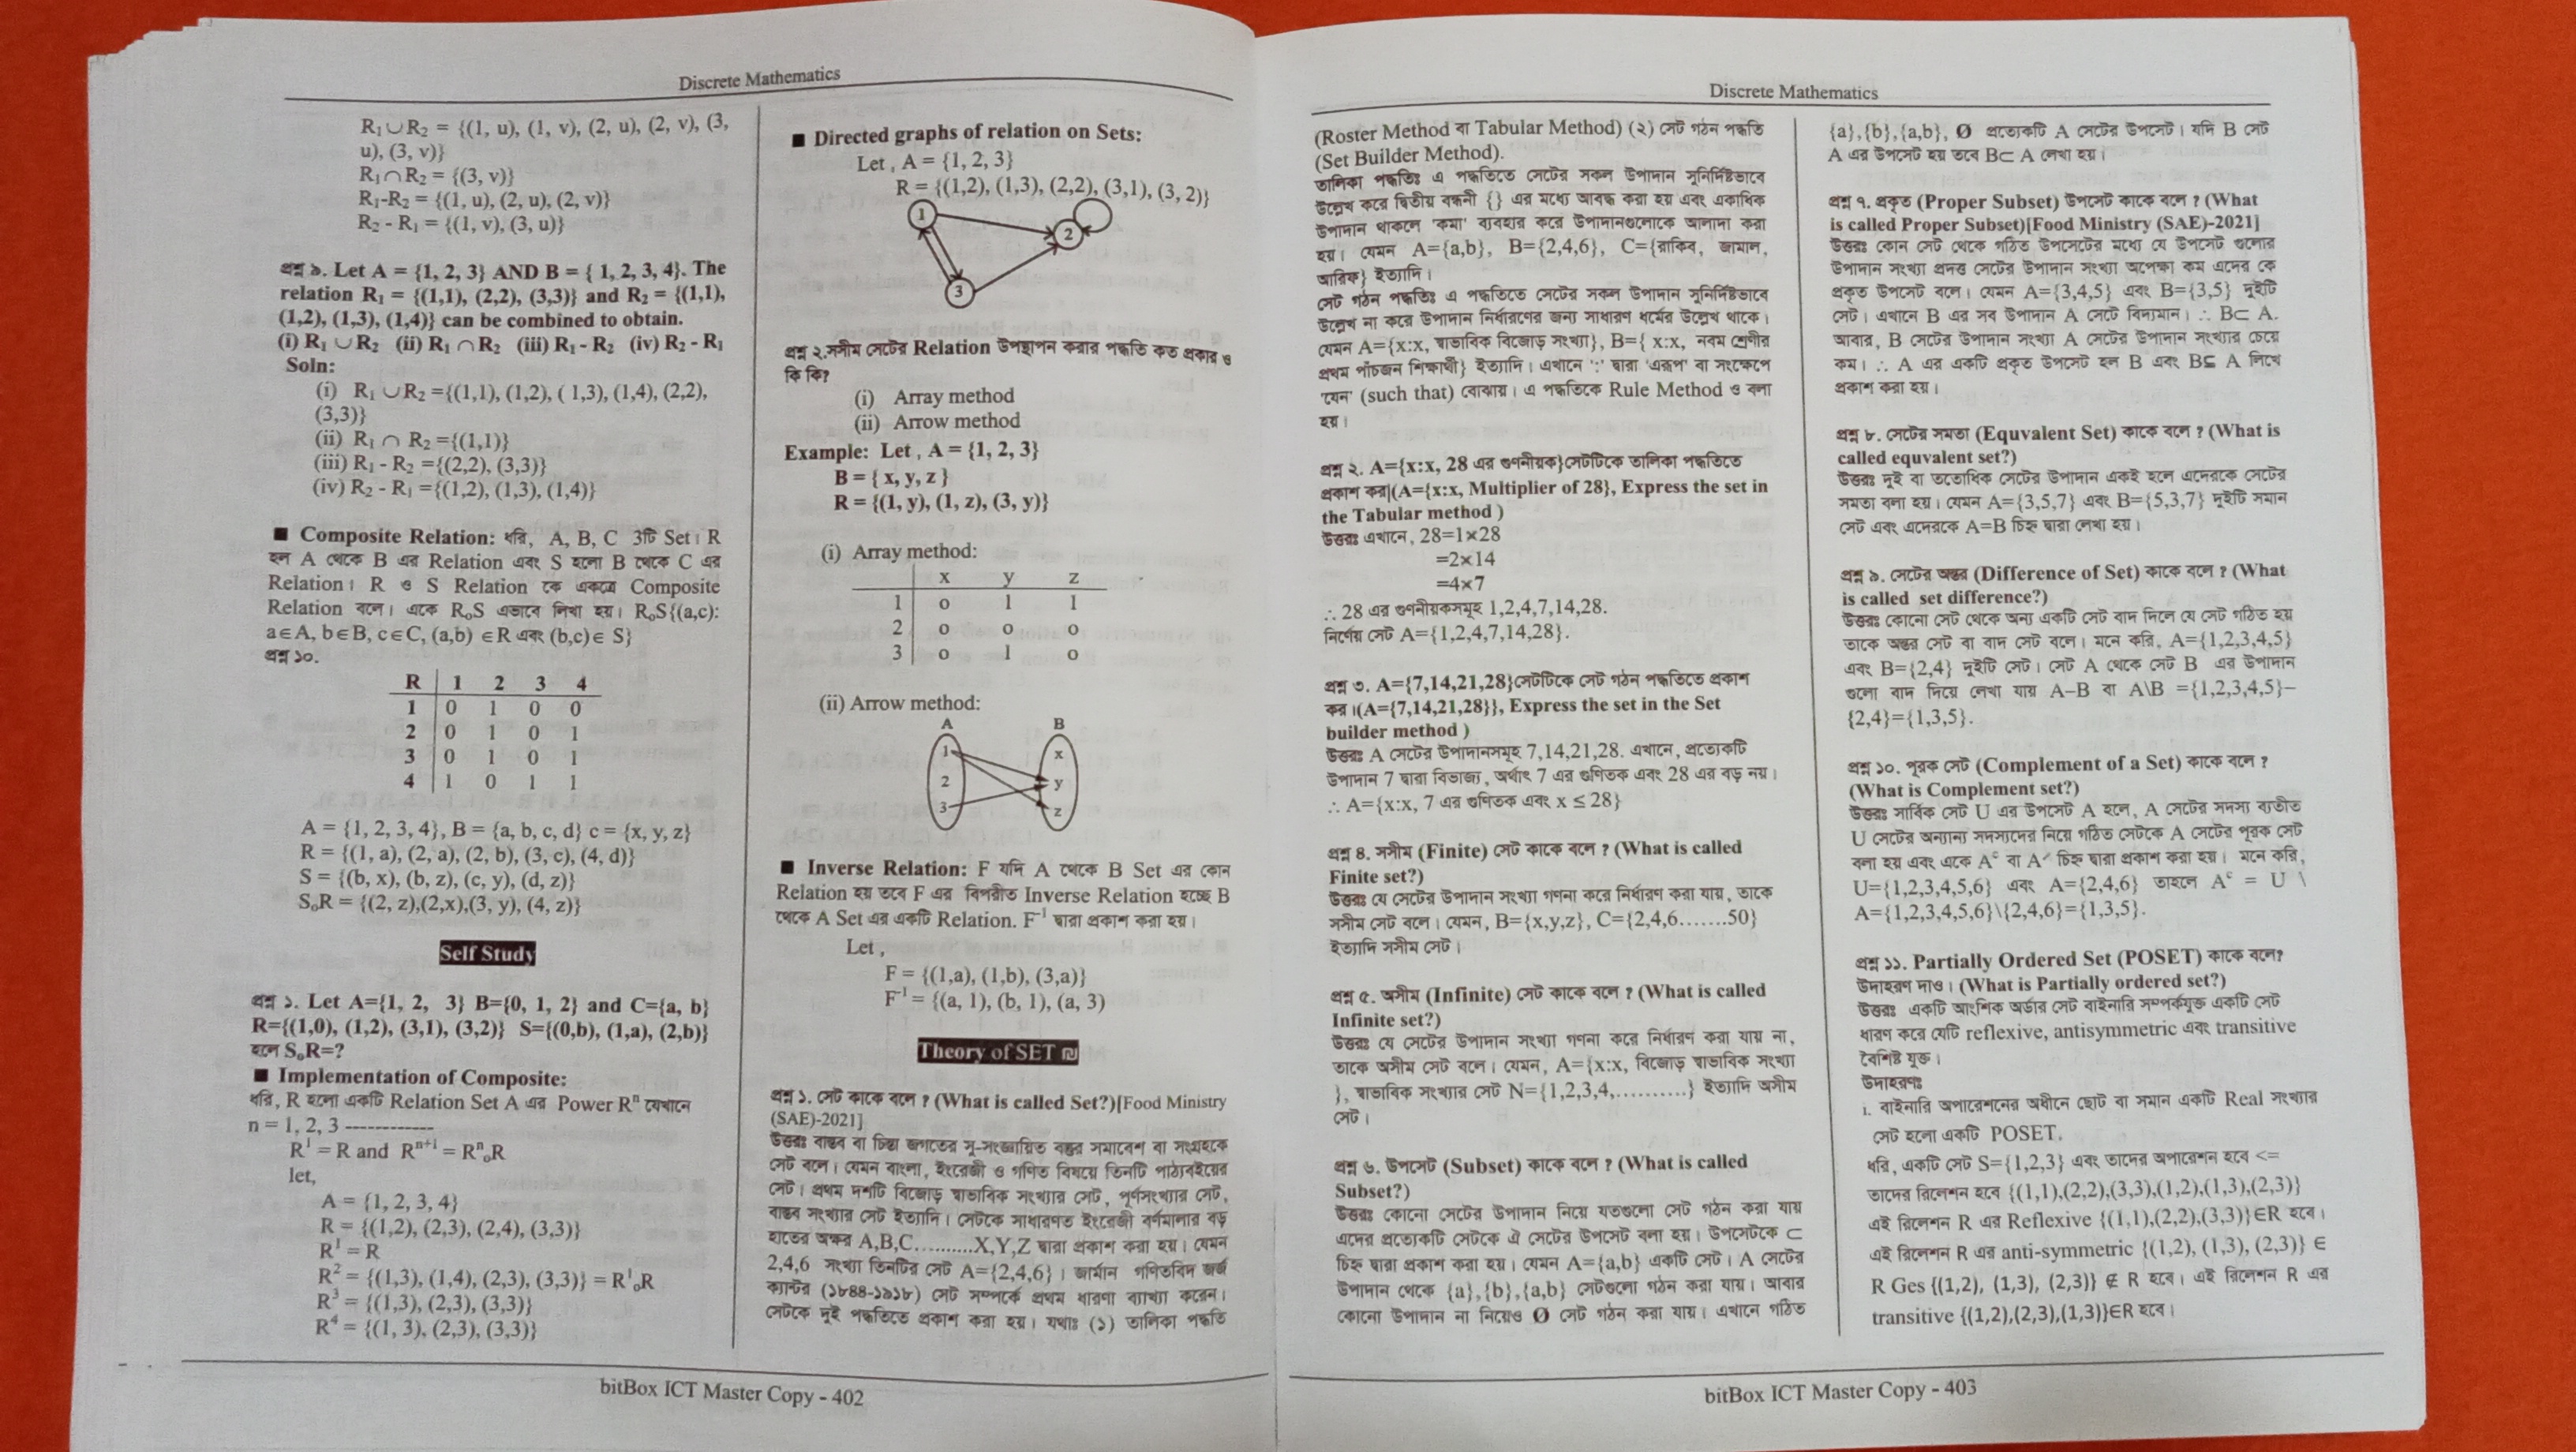 Discrete Mathematics
R₁∪R₂ = {(1, u), (1, v), (2, u), (2, v), (3,
u), (3, v)}
R₁∩R₂ = {(3, v)}
R₁-R₂ = {(1, u), (2, u), (2, v)}
R₂ - R₁ = {(1, v), (3, u)}
প্রশ্ন ৯. Let A = {1, 2, 3} AND B = { 1, 2, 3, 4}. The
relation R₁ = {(1,1), (2,2), (3,3)} and R₂ = {(1,1),
(1,2), (1,3), (1,4)} can be combined to obtain.
(i) R₁ ∪R₂ (ii) R₁ ∩R₂ (iii) R₁ - R₂ (iv) R₂ - R₁
Soln:
(i) R₁ ∪R₂ ={(1,1), (1,2), ( 1,3), (1,4), (2,2),
(3,3)}
(ii) R₁ ∩ R₂ ={(1,1)}
(iii) R₁ - R₂ ={(2,2), (3,3)}
(iv) R₂ - R₁ ={(1,2), (1,3), (1,4)}
■ Composite Relation: ধরি, A, B, C 3টি Set। R
হল A থেকে B এর Relation এবং S হলো B থেকে C এর
Relation। R ও S Relation কে একত্রে Composite
Relation বলে। একে RₒS এভাবে লিখা হয়। RₒS{(a,c):
a∈A, b∈B, c∈C, (a,b) ∈R এবং (b,c)∈ S}
প্রশ্ন ১০.
R 1 2 3 4
1 0 1 0 0
2 0 1 0 1
3 0 1 0 1
4 1 0 1 1
A = {1, 2, 3, 4}, B = {a, b, c, d} c = {x, y, z}
R = {(1, a), (2, a), (2, b), (3, c), (4, d)}
S = {(b, x), (b, z), (c, y), (d, z)}
SₒR = {(2, z),(2,x),(3, y), (4, z)}
Self Study
প্রশ্ন ১. Let A={1, 2, 3} B={0, 1, 2} and C={a, b}
R={(1,0), (1,2), (3,1), (3,2)} S={(0,b), (1,a), (2,b)}
হলে SₒR=?
■ Implementation of Composite:
ধরি, R হলো একটি Relation Set A এর Power Rⁿ যেখানে
n = 1, 2, 3 ------------
R¹ = R and Rⁿ⁺¹ = RⁿₒR
let,
A = {1, 2, 3, 4}
R = {(1,2), (2,3), (2,4), (3,3)}
R¹ = R
R² = {(1,3), (1,4), (2,3), (3,3)} = R¹ₒR
R³ = {(1,3), (2,3), (3,3)}
R⁴ = {(1, 3), (2,3), (3,3)}
■ Directed graphs of relation on Sets:
Let , A = {1, 2, 3}
R = {(1,2), (1,3), (2,2), (3,1), (3, 2)}
1
2
3
প্রশ্ন ২.সসীম সেটের Relation উপস্থাপন করার পদ্ধতি কত প্রকার ও
কি কি?
(i) Array method
(ii) Arrow method
Example: Let , A = {1, 2, 3}
B = { x, y, z }
R = {(1, y), (1, z), (3, y)}
(i) Array method:
x y z
1 o 1 1
2 o o o
3 o 1 o
(ii) Arrow method:
A B
1 x
2 y
3 z
■ Inverse Relation: F যদি A থেকে B Set এর কোন
Relation হয় তবে F এর বিপরীত Inverse Relation হচ্ছে B
থেকে A Set এর একটি Relation. F⁻¹ দ্বারা প্রকাশ করা হয়।
Let ,
F = {(1,a), (1,b), (3,a)}
F⁻¹ = {(a, 1), (b, 1), (a, 3)
Theory of SET
প্রশ্ন ১. সেট কাকে বলে ? (What is called Set?)[Food Ministry
(SAE)-2021]
উত্তরঃ বাস্তব বা চিন্তা জগতের সু-সংজ্ঞায়িত বস্তুর সমাবেশ বা সংগ্রহকে
সেট বলে। যেমন বাংলা, ইংরেজী ও গণিত বিষয়ে তিনটি পাঠ্যবইয়ের
সেট। প্রথম দশটি বিজোড় স্বাভাবিক সংখ্যার সেট, পূর্ণসংখ্যার সেট,
বাস্তব সংখ্যার সেট ইত্যাদি। সেটকে সাধারণত ইংরেজী বর্ণমালার বড়
হাতের অক্ষর A,B,C..........X,Y,Z দ্বারা প্রকাশ করা হয়। যেমন
2,4,6 সংখ্যা তিনটির সেট A={2,4,6} । জার্মান গণিতবিদ জর্জ
ক্যান্টর (১৮৪৪-১৯১৮) সেট সম্পর্কে প্রথম ধারণা ব্যাখ্যা করেন।
সেটকে দুই পদ্ধতিতে প্রকাশ করা হয়। যথাঃ (১) তালিকা পদ্ধতি
bitBox ICT Master Copy - 402
Discrete Mathematics
(Roster Method বা Tabular Method) (২) সেট গঠন পদ্ধতি
(Set Builder Method).
তালিকা পদ্ধতিঃ এ পদ্ধতিতে সেটের সকল উপাদান সুনির্দিষ্টভাবে
উল্লেখ করে দ্বিতীয় বন্ধনী {} এর মধ্যে আবদ্ধ করা হয় এবং একাধিক
উপাদান থাকলে 'কমা' ব্যবহার করে উপাদানগুলোকে আলাদা করা
হয়। যেমন A={a,b}, B={2,4,6}, C={রাকিব, জামাল,
আরিফ} ইত্যাদি।
সেট গঠন পদ্ধতিঃ এ পদ্ধতিতে সেটের সকল উপাদান সুনির্দিষ্টভাবে
উল্লেখ না করে উপাদান নির্ধারণের জন্য সাধারণ ধর্মের উল্লেখ থাকে।
যেমন A={x:x, স্বাভাবিক বিজোড় সংখ্যা}, B={ x:x, নবম শ্রেণীর
প্রথম পাঁচজন শিক্ষার্থী} ইত্যাদি। এখানে ':' দ্বারা 'এরূপ' বা সংক্ষেপে
'যেন' (such that) বোঝায়। এ পদ্ধতিকে Rule Method ও বলা
হয়।
প্রশ্ন ২. A={x:x, 28 এর গুণনীয়ক}সেটটিকে তালিকা পদ্ধতিতে
প্রকাশ কর|(A={x:x, Multiplier of 28}, Express the set in
the Tabular method )
উত্তরঃ এখানে, 28=1×28
=2×14
=4×7
∴ 28 এর গুণনীয়কসমূহ 1,2,4,7,14,28.
নির্ণেয় সেট A={1,2,4,7,14,28}.
প্রশ্ন ৩. A={7,14,21,28}সেটটিকে সেট গঠন পদ্ধতিতে প্রকাশ
কর।(A={7,14,21,28}}, Express the set in the Set
builder method )
উত্তরঃ A সেটের উপাদানসমূহ 7,14,21,28. এখানে, প্রত্যেকটি
উপাদান 7 দ্বারা বিভাজ্য, অর্থাৎ 7 এর গুণিতক এবং 28 এর বড় নয়।
∴ A={x:x, 7 এর গুণিতক এবং x ≤ 28}
প্রশ্ন 8. সসীম (Finite) সেট কাকে বলে ? (What is called
Finite set?)
উত্তরঃ যে সেটের উপাদান সংখ্যা গণনা করে নির্ধারণ করা যায়, তাকে
সসীম সেট বলে। যেমন, B={x,y,z}, C={2,4,6.......50}
ইত্যাদি সসীম সেট।
প্রশ্ন ৫. অসীম (Infinite) সেট কাকে বলে ? (What is called
Infinite set?)
উত্তরঃ যে সেটের উপাদান সংখ্যা গণনা করে নির্ধারণ করা যায় না,
তাকে অসীম সেট বলে। যেমন, A={x:x, বিজোড় স্বাভাবিক সংখ্যা
}, স্বাভাবিক সংখ্যার সেট N={1,2,3,4,..........} ইত্যাদি অসীম
সেট।
প্রশ্ন ৬. উপসেট (Subset) কাকে বলে ? (What is called
Subset?)
উত্তরঃ কোনো সেটের উপাদান নিয়ে যতগুলো সেট গঠন করা যায়
এদের প্রত্যেকটি সেটকে ঐ সেটের উপসেট বলা হয়। উপসেটকে ⊂
চিহ্ন দ্বারা প্রকাশ করা হয়। যেমন A={a,b} একটি সেট। A সেটের
উপাদান থেকে {a},{b},{a,b} সেটগুলো গঠন করা যায়। আবার
কোনো উপাদান না নিয়েও Ø সেট গঠন করা যায়। এখানে গঠিত
{a},{b},{a,b}, Ø প্রত্যেকটি A সেটের উপসেট। যদি B সেট
A এর উপসেট হয় তবে B⊂ A লেখা হয়।
প্রশ্ন ৭. প্রকৃত (Proper Subset) উপসেট কাকে বলে ? (What
is called Proper Subset)[Food Ministry (SAE)-2021]
উত্তরঃ কোন সেট থেকে গঠিত উপসেটের মধ্যে যে উপসেট গুলোর
উপাদান সংখ্যা প্রদত্ত সেটের উপাদান সংখ্যা অপেক্ষা কম এদের কে
প্রকৃত উপসেট বলে। যেমন A={3,4,5} এবং B={3,5} দুইটি
সেট। এখানে B এর সব উপাদান A সেটে বিদ্যমান। ∴ B⊂ A.
আবার, B সেটের উপাদান সংখ্যা A সেটের উপাদান সংখ্যার চেয়ে
কম। ∴ A এর একটি প্রকৃত উপসেট হল B এবং B⊆ A লিখে
প্রকাশ করা হয়।
প্রশ্ন ৮. সেটের সমতা (Equvalent Set) কাকে বলে ? (What is
called equvalent set?)
উত্তরঃ দুই বা ততোধিক সেটের উপাদান একই হলে এদেরকে সেটের
সমতা বলা হয়। যেমন A={3,5,7} এবং B={5,3,7} দুইটি সমান
সেট এবং এদেরকে A=B চিহ্ন দ্বারা লেখা হয়।
প্রশ্ন ৯. সেটের অন্তর (Difference of Set) কাকে বলে ? (What
is called set difference?)
উত্তরঃ কোনো সেট থেকে অন্য একটি সেট বাদ দিলে যে সেট গঠিত হয়
তাকে অন্তর সেট বা বাদ সেট বলে। মনে করি, A={1,2,3,4,5}
এবং B={2,4} দুইটি সেট। সেট A থেকে সেট B এর উপাদান
গুলো বাদ দিয়ে লেখা যায় A–B বা A\B ={1,2,3,4,5}–
{2,4}={1,3,5}.
প্রশ্ন ১০. পূরক সেট (Complement of a Set) কাকে বলে ?
(What is Complement set?)
উত্তরঃ সার্বিক সেট U এর উপসেট A হলে, A সেটের সদস্য ব্যতীত
U সেটের অন্যান্য সদস্যদের নিয়ে গঠিত সেটকে A সেটের পূরক সেট
বলা হয় এবং একে Aᶜ বা A′ চিহ্ন দ্বারা প্রকাশ করা হয়। মনে করি,
U={1,2,3,4,5,6} এবং A={2,4,6} তাহলে Aᶜ = U \
A={1,2,3,4,5,6}\{2,4,6}={1,3,5}.
প্রশ্ন ১১. Partially Ordered Set (POSET) কাকে বলে?
উদাহরণ দাও। (What is Partially ordered set?)
উত্তরঃ একটি আংশিক অর্ডার সেট বাইনারি সম্পর্কযুক্ত একটি সেট
ধারণ করে যেটি reflexive, antisymmetric এবং transitive
বৈশিষ্ট যুক্ত।
উদাহরণঃ
i. বাইনারি অপারেশনের অধীনে ছোট বা সমান একটি Real সংখ্যার
সেট হলো একটি POSET.
ধরি, একটি সেট S={1,2,3} এবং তাদের অপারেশন হবে <=
তাদের রিলেশন হবে {(1,1),(2,2),(3,3),(1,2),(1,3),(2,3)}
এই রিলেশন R এর Reflexive {(1,1),(2,2),(3,3)}∈R হবে।
এই রিলেশন R এর anti-symmetric {(1,2), (1,3), (2,3)} ∈
R Ges {(1,2), (1,3), (2,3)} ∉ R হবে। এই রিলেশন R এর
transitive {(1,2),(2,3),(1,3)}∈R হবে।
bitBox ICT Master Copy - 403